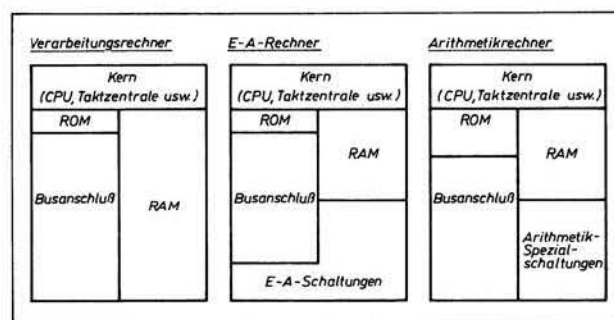 Verarbeitungsrechner
Kern
(CPU, Taktzentrale usw.)
ROM
Busanschluß
RAM
E-A-Rechner
Kern
(CPU, Taktzentrale usw.)
ROM
RAM
Busanschluß
E-A-Schaltungen
Arithmetikrechner
Kern
(CPU, Taktzentrale usw.)
ROM
RAM
Busanschluß
Arithmetik-
Spezial-
schaltungen